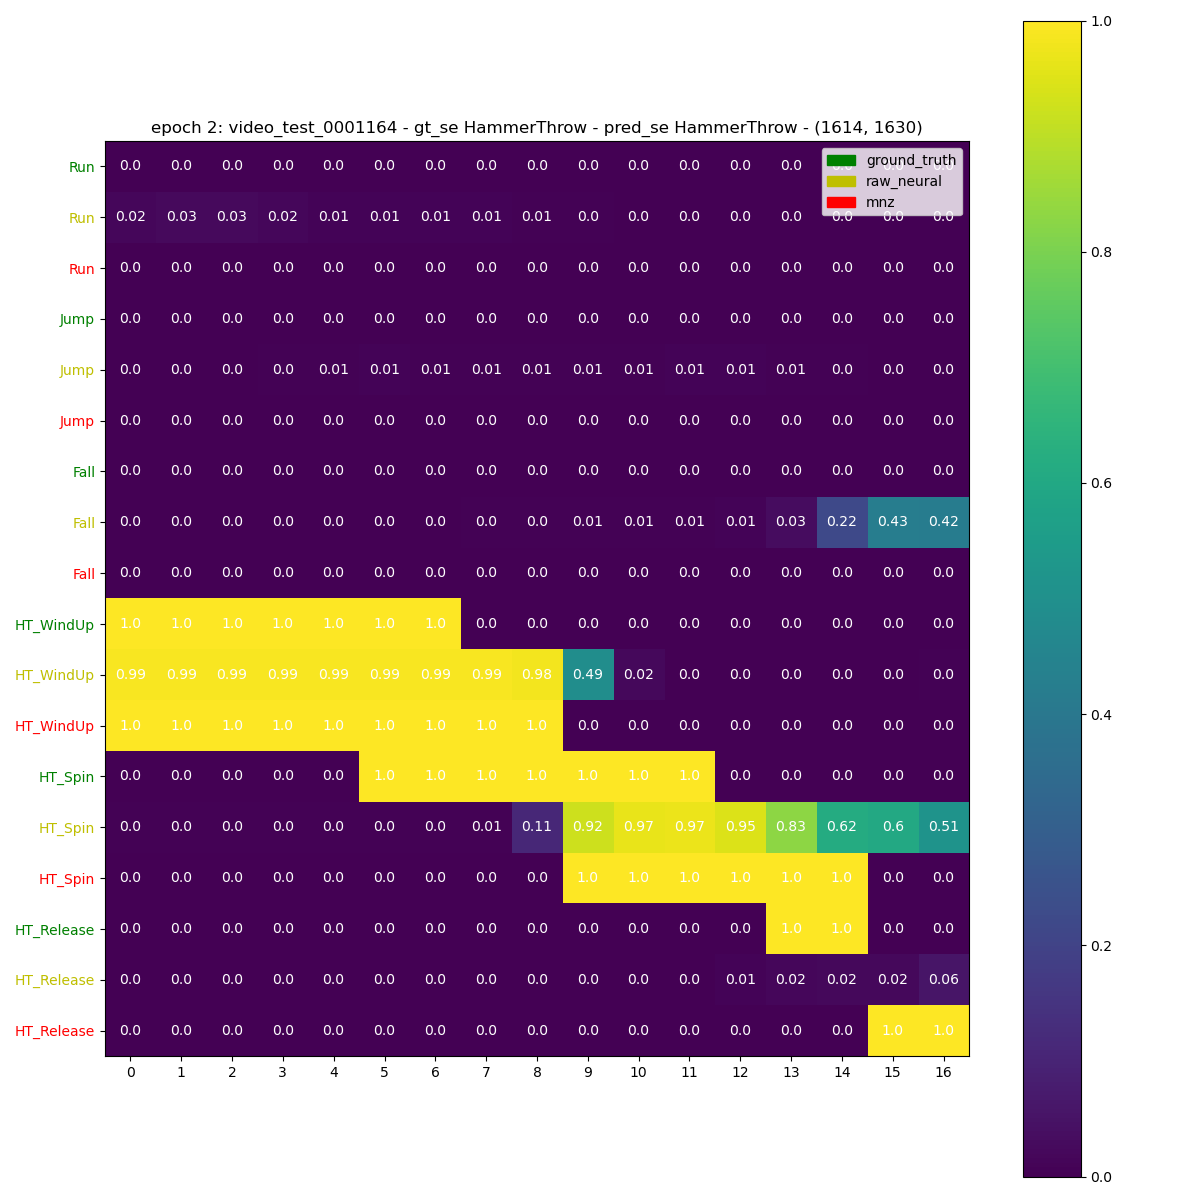 epoch 2: video_test_0001164 - gt_se HammerThrow - pred_se HammerThrow - (1614, 1630)
ground_truth
raw_neural
mnz
Run 0.0 0.0 0.0 0.0 0.0 0.0 0.0 0.0 0.0 0.0 0.0 0.0 0.0 0.0 0.0
Run 0.02 0.03 0.03 0.02 0.01 0.01 0.01 0.01 0.01 0.0 0.0 0.0 0.0 0.0 0.0 0.0 0.0
Run 0.0 0.0 0.0 0.0 0.0 0.0 0.0 0.0 0.0 0.0 0.0 0.0 0.0 0.0 0.0 0.0 0.0
Jump 0.0 0.0 0.0 0.0 0.0 0.0 0.0 0.0 0.0 0.0 0.0 0.0 0.0 0.0 0.0 0.0 0.0
Jump 0.0 0.0 0.0 0.0 0.01 0.01 0.01 0.01 0.01 0.01 0.01 0.01 0.01 0.01 0.0 0.0 0.0
Jump 0.0 0.0 0.0 0.0 0.0 0.0 0.0 0.0 0.0 0.0 0.0 0.0 0.0 0.0 0.0 0.0 0.0
Fall 0.0 0.0 0.0 0.0 0.0 0.0 0.0 0.0 0.0 0.0 0.0 0.0 0.0 0.0 0.0 0.0 0.0
Fall 0.0 0.0 0.0 0.0 0.0 0.0 0.0 0.0 0.0 0.01 0.01 0.01 0.01 0.03 0.22 0.43 0.42
Fall 0.0 0.0 0.0 0.0 0.0 0.0 0.0 0.0 0.0 0.0 0.0 0.0 0.0 0.0 0.0 0.0 0.0
HT_WindUp 1.0 1.0 1.0 1.0 1.0 1.0 1.0 0.0 0.0 0.0 0.0 0.0 0.0 0.0 0.0 0.0 0.0
HT_WindUp 0.99 0.99 0.99 0.99 0.99 0.99 0.99 0.99 0.98 0.49 0.02 0.0 0.0 0.0 0.0 0.0 0.0
HT_WindUp 1.0 1.0 1.0 1.0 1.0 1.0 1.0 1.0 1.0 0.0 0.0 0.0 0.0 0.0 0.0 0.0 0.0
HT_Spin 0.0 0.0 0.0 0.0 0.0 1.0 1.0 1.0 1.0 1.0 1.0 1.0 0.0 0.0 0.0 0.0 0.0
HT_Spin 0.0 0.0 0.0 0.0 0.0 0.0 0.0 0.01 0.11 0.92 0.97 0.97 0.95 0.83 0.62 0.6 0.51
HT_Spin 0.0 0.0 0.0 0.0 0.0 0.0 0.0 0.0 0.0 1.0 1.0 1.0 1.0 1.0 1.0 0.0 0.0
HT_Release 0.0 0.0 0.0 0.0 0.0 0.0 0.0 0.0 0.0 0.0 0.0 0.0 0.0 1.0 1.0 0.0 0.0
HT_Release 0.0 0.0 0.0 0.0 0.0 0.0 0.0 0.0 0.0 0.0 0.0 0.0 0.01 0.02 0.02 0.02 0.06
HT_Release 0.0 0.0 0.0 0.0 0.0 0.0 0.0 0.0 0.0 0.0 0.0 0.0 0.0 0.0 0.0 1.0 1.0
0 1 2 3 4 5 6 7 8 9 10 11 12 13 14 15 16
1.0
0.8
0.6
0.4
0.2
0.0